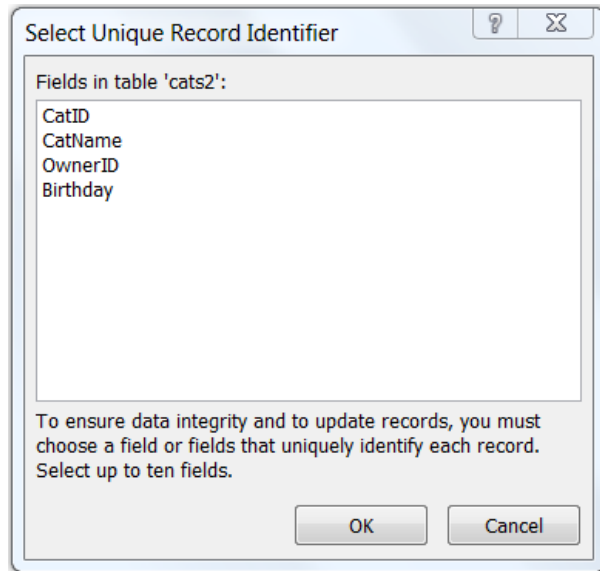 Select Unique Record Identifier
Fields in table 'cats2':
CatID
CatName
OwnerID
Birthday
To ensure data integrity and to update records, you must
choose a field or fields that uniquely identify each record.
Select up to ten fields.
OK
Cancel